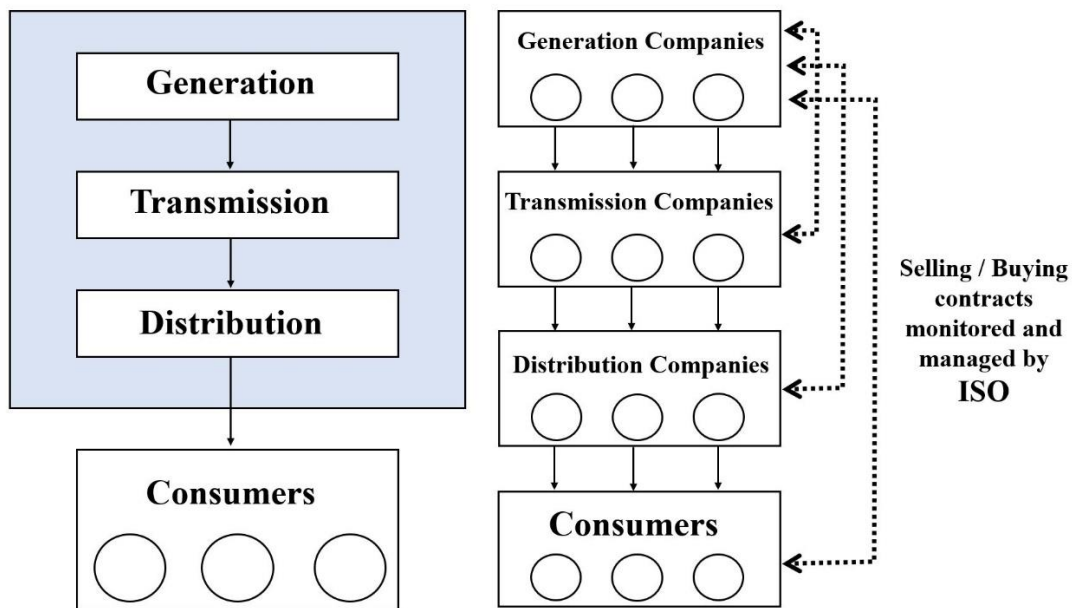 Generation
Transmission
Distribution
Consumers
Generation Companies
Transmission Companies
Distribution Companies
Consumers
Selling / Buying
contracts
monitored and
managed by
ISO